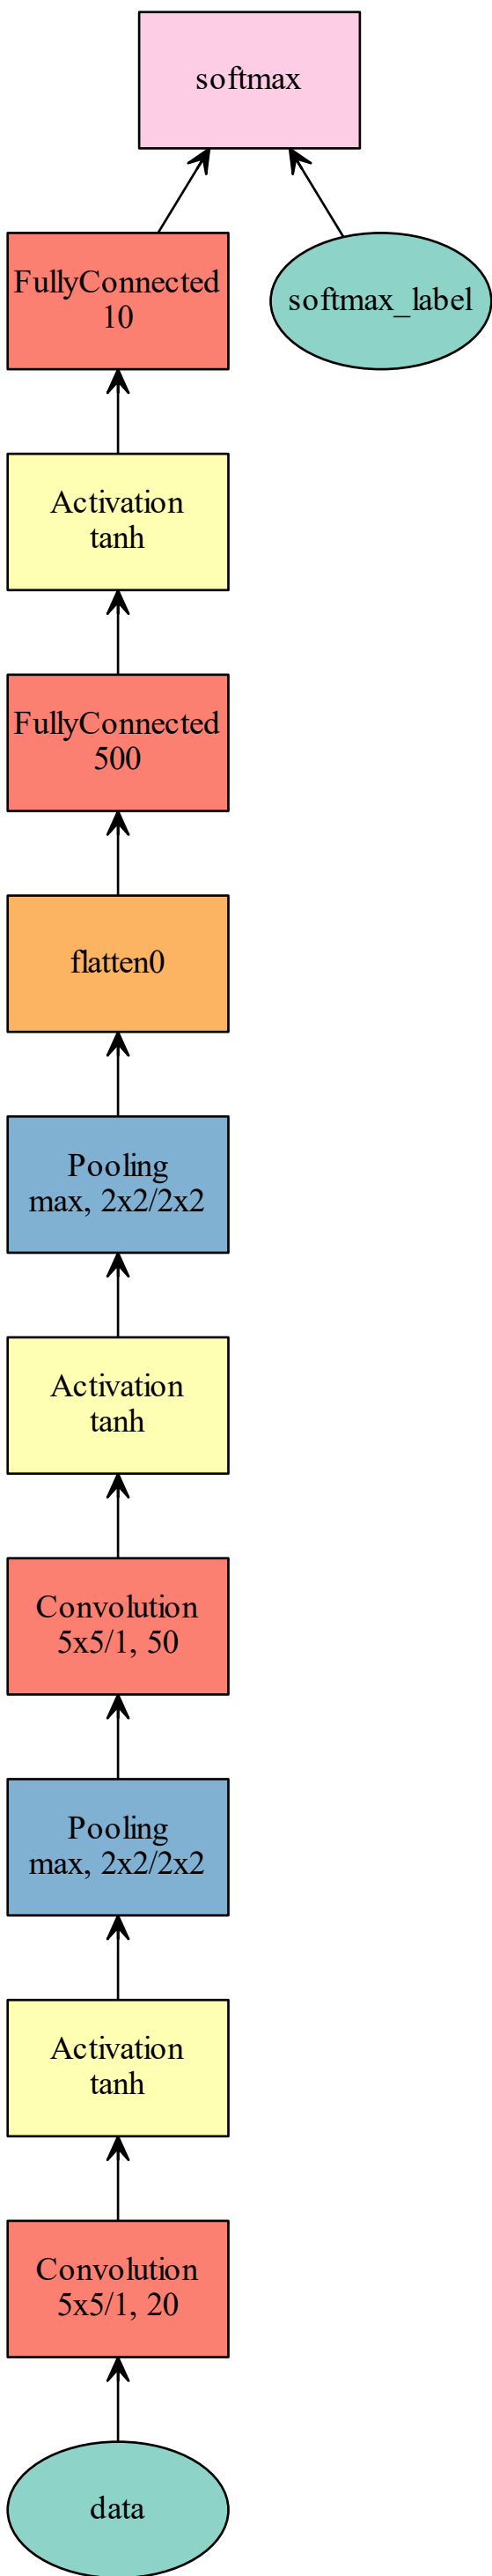 softmax
FullyConnected
10
softmax_label
Activation
tanh
FullyConnected
500
flatten0
Pooling
max, 2x2/2x2
Activation
tanh
Convolution
5x5/1, 50
Pooling
max, 2x2/2x2
Activation
tanh
Convolution
5x5/1, 20
data